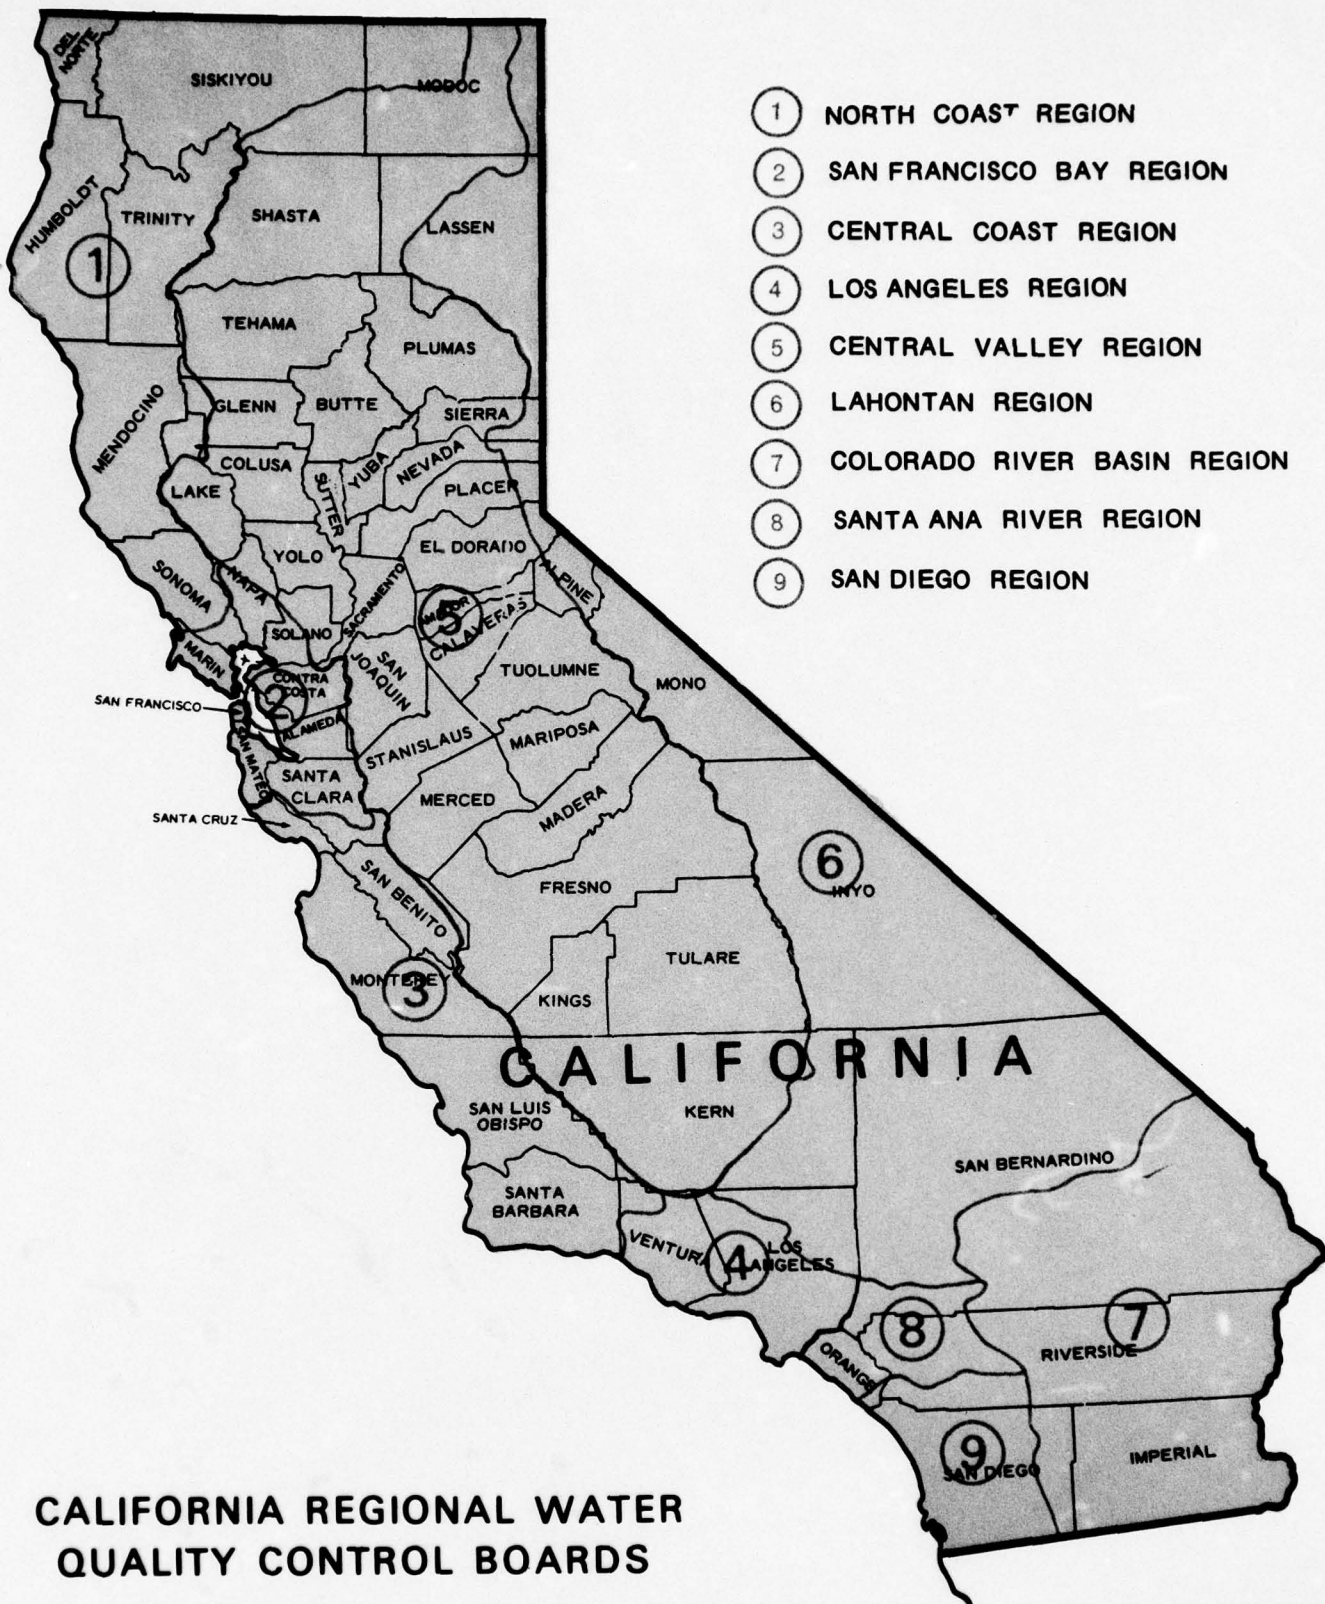 DEL
NORTE
SISKIYOU
MODOC
HUMBOLDT
TRINITY
SHASTA
LASSEN
1
TEHAMA
PLUMAS
MENDOCINO
GLENN
BUTTE
SIERRA
COLUSA
YUBA
NEVADA
LAKE
SUTTER
PLACER
YOLO
EL DORADO
SONOMA
NAPA
SACRAMENTO
ALPINE
AMADOR
5
CALAVERAS
SOLANO
MARIN
SAN
JOAQUIN
TUOLUMNE
MONO
CONTRA
COSTA
2
SAN FRANCISCO
ALAMEDA
STANISLAUS
MARIPOSA
SAN MATEO
SANTA
CLARA
MERCED
MADERA
SANTA CRUZ
6
INYO
SAN BENITO
FRESNO
TULARE
MONTEREY
3
KINGS
CALIFORNIA
SAN LUIS
OBISPO
KERN
SAN BERNARDINO
SANTA
BARBARA
VENTURA
4
LOS
ANGELES
8
7
ORANGE
RIVERSIDE
9
SAN DIEGO
IMPERIAL
1 NORTH COAST REGION
2 SAN FRANCISCO BAY REGION
3 CENTRAL COAST REGION
4 LOS ANGELES REGION
5 CENTRAL VALLEY REGION
6 LAHONTAN REGION
7 COLORADO RIVER BASIN REGION
8 SANTA ANA RIVER REGION
9 SAN DIEGO REGION
CALIFORNIA REGIONAL WATER
QUALITY CONTROL BOARDS